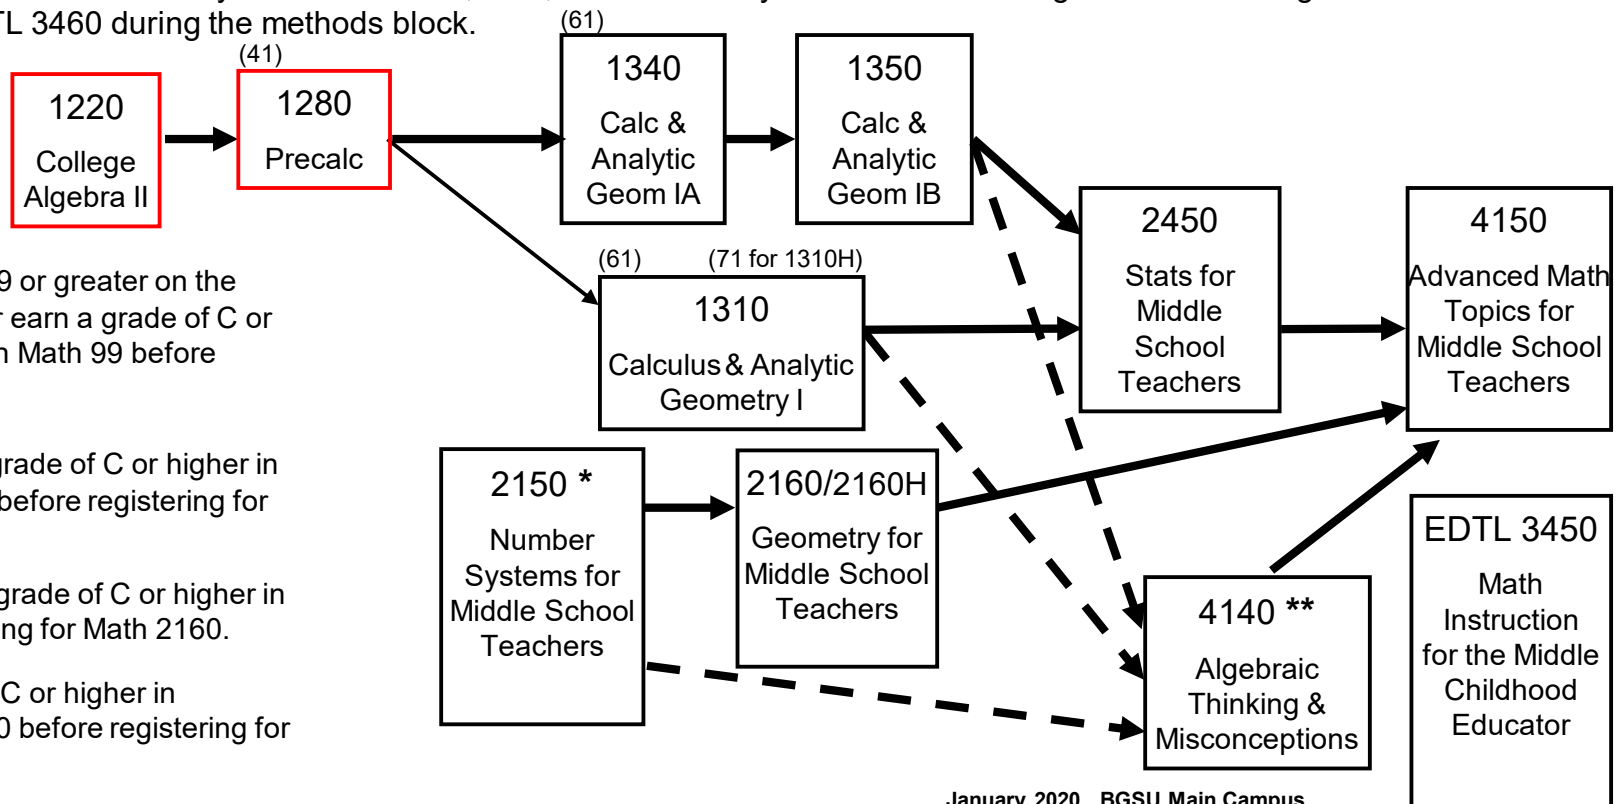 TL 3460 during the methods block.
(41)
(61)
1220
College
Algebra II
1280
Precalc
1340
Calc &
Analytic
Geom IA
1350
Calc &
Analytic
Geom IB
(61) (71 for 1310H)
1310
Calculus & Analytic
Geometry I
2450
Stats for
Middle
School
Teachers
4150
Advanced Math
Topics for
Middle School
Teachers
9 or greater on the
r earn a grade of C or
n Math 99 before
grade of C or higher in
before registering for
grade of C or higher in
ing for Math 2160.
C or higher in
0 before registering for
2150 *
Number
Systems for
Middle School
Teachers
2160/2160H
Geometry for
Middle School
Teachers
4140 **
Algebraic
Thinking &
Misconceptions
EDTL 3450
Math
Instruction
for the Middle
Childhood
Educator
January 2020 BGSU Main Campus